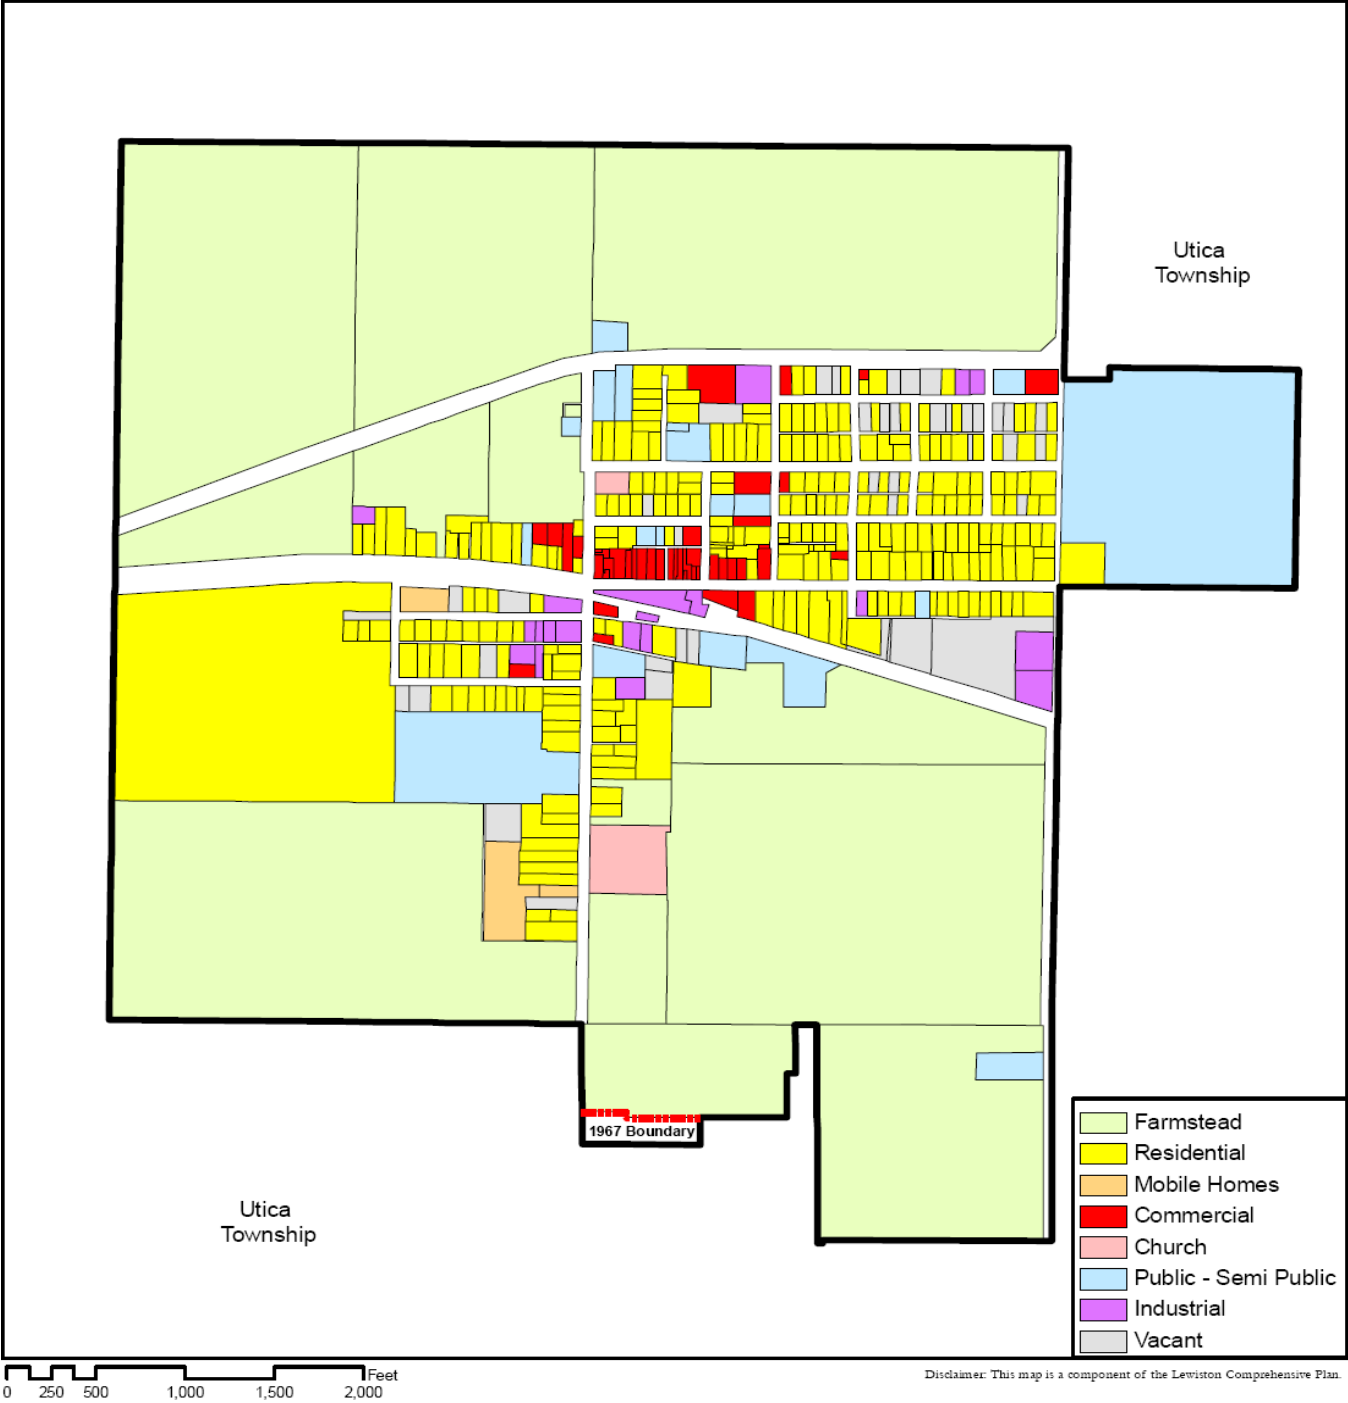 Utica
Township
1967 Boundary
Utica
Township
Farmstead
Residential
Mobile Homes
Commercial
Church
Public - Semi Public
Industrial
Vacant
Feet
0 250 500 1,000 1,500 2,000
Disclaimer: This map is a component of the Lewiston Comprehensive Plan.